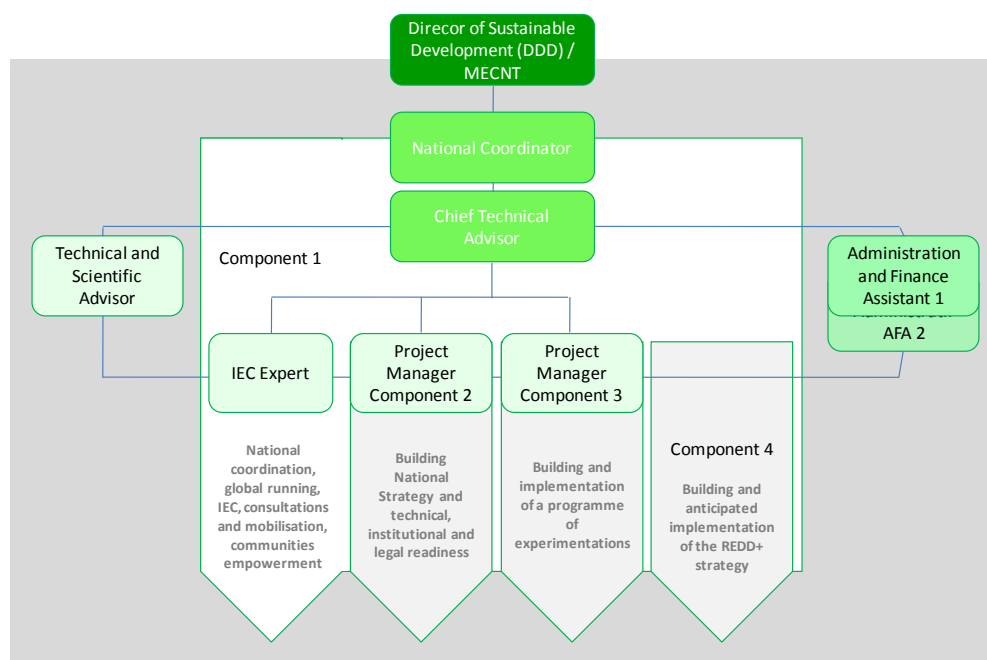 Direcor of Sustainable
Development (DDD) /
MECNT
National Coordinator
Chief Technical
Advisor
Technical and
Scientific
Advisor
Component 1
Administration
and Finance
Assistant 1
AFA 2
IEC Expert
Project
Manager
Component 2
Project
Manager
Component 3
National
coordination,
global running,
IEC, consultations
and mobilisation,
communities
empowerment
Building
National
Strategy and
technical,
institutional and
legal readiness
Building and
implementation
of a programme
of
experimentations
Component 4
Building and
anticipated
implementation
of the REDD+
strategy